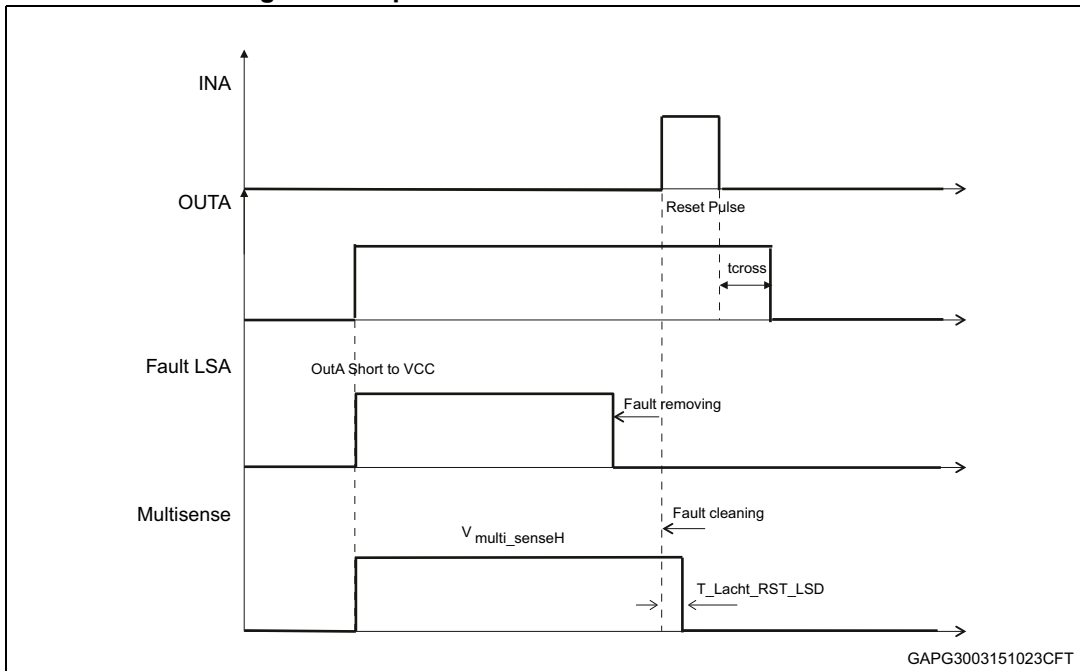 INA
Reset Pulse
OUTA
tcross
Fault LSA
OutA Short to VCC
Fault removing
Multisense
Fault cleaning
V multi_senseH
T_Lacht_RST_LSD
GAPG3003151023CFT